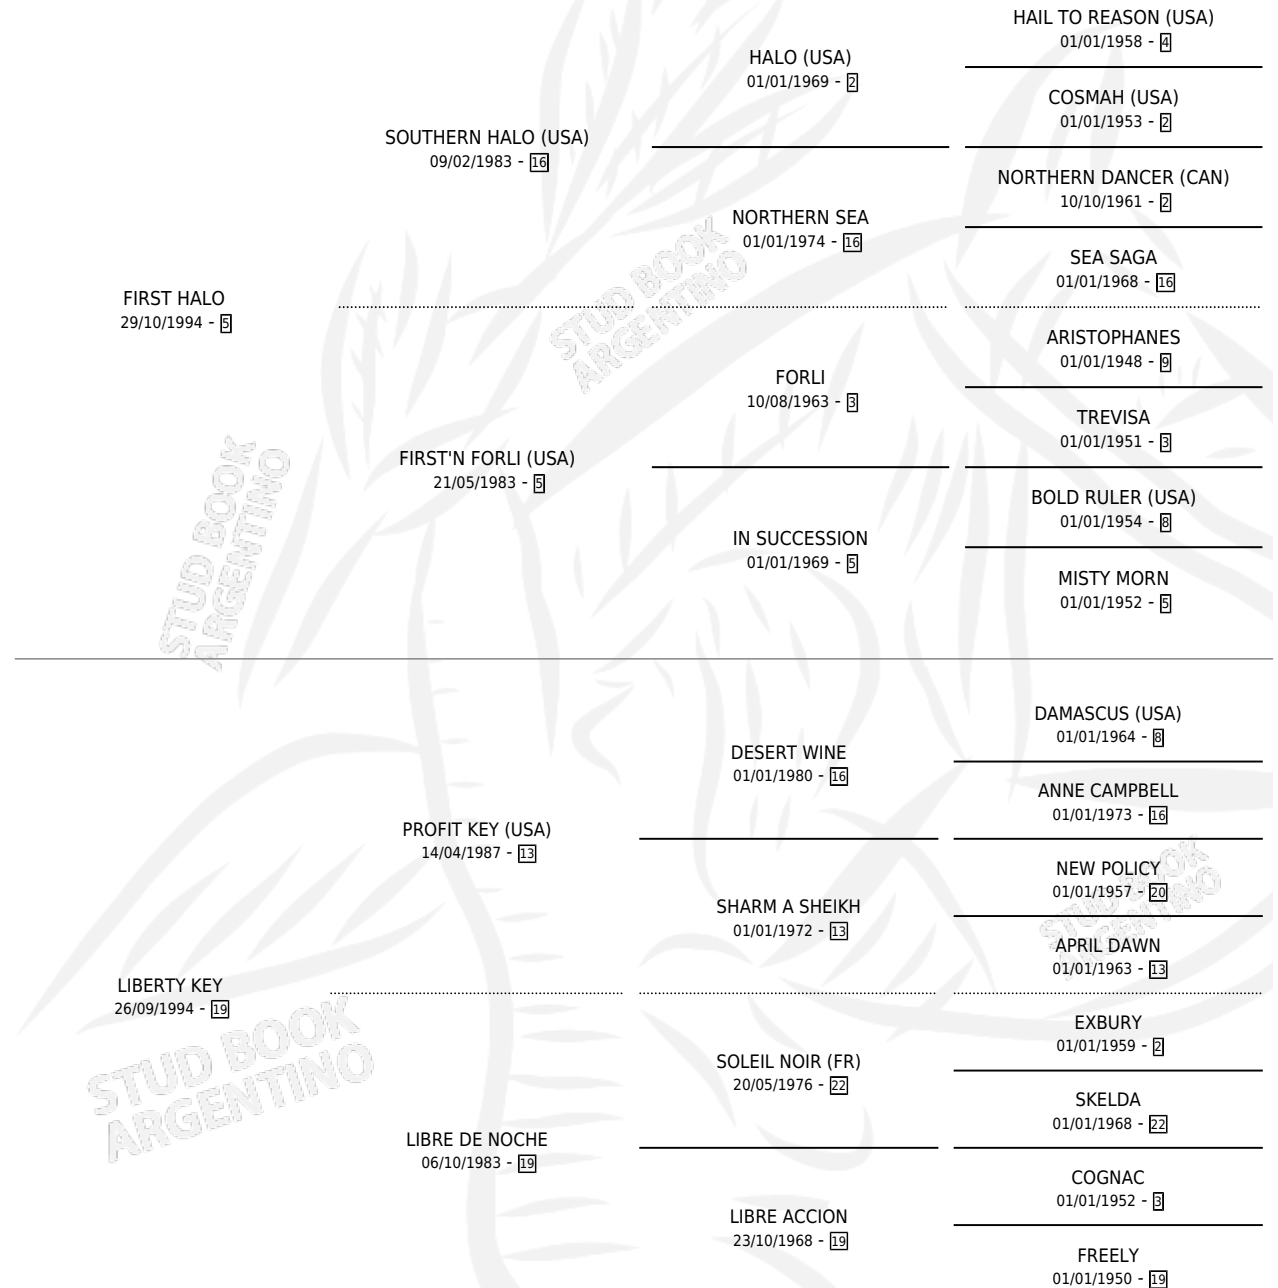 HAIL TO REASON (USA)
01/01/1958 - 4
HALO (USA)
01/01/1969 - 2
COSMAH (USA)
01/01/1953 - 2
SOUTHERN HALO (USA)
09/02/1983 - 16
NORTHERN DANCER (CAN)
10/10/1961 - 2
NORTHERN SEA
01/01/1974 - 16
SEA SAGA
01/01/1968 - 16
FIRST HALO
29/10/1994 - 5
STUD BOOK
ARGENTINO
ARISTOPHANES
01/01/1948 - 9
FORLI
10/08/1963 - 3
TREVISA
01/01/1951 - 3
FIRST'N FORLI (USA)
21/05/1983 - 5
BOLD RULER (USA)
01/01/1954 - 8
IN SUCCESSION
01/01/1969 - 5
MISTY MORN
01/01/1952 - 5
STUD BOOK
ARGENTINO
DAMASCUS (USA)
01/01/1964 - 8
DESERT WINE
01/01/1980 - 16
ANNE CAMPBELL
01/01/1973 - 16
PROFIT KEY (USA)
14/04/1987 - 13
NEW POLICY
01/01/1957 - 20
SHARM A SHEIKH
01/01/1972 - 13
STUD BOOK
ARGENTINO
APRIL DAWN
01/01/1963 - 13
LIBERTY KEY
26/09/1994 - 19
EXBURY
01/01/1959 - 2
SOLEIL NOIR (FR)
20/05/1976 - 22
STUD BOOK
ARGENTINO
SKELDA
01/01/1968 - 22
LIBRE DE NOCHE
06/10/1983 - 19
COGNAC
01/01/1952 - 3
LIBRE ACCION
23/10/1968 - 19
FREELY
01/01/1950 - 19